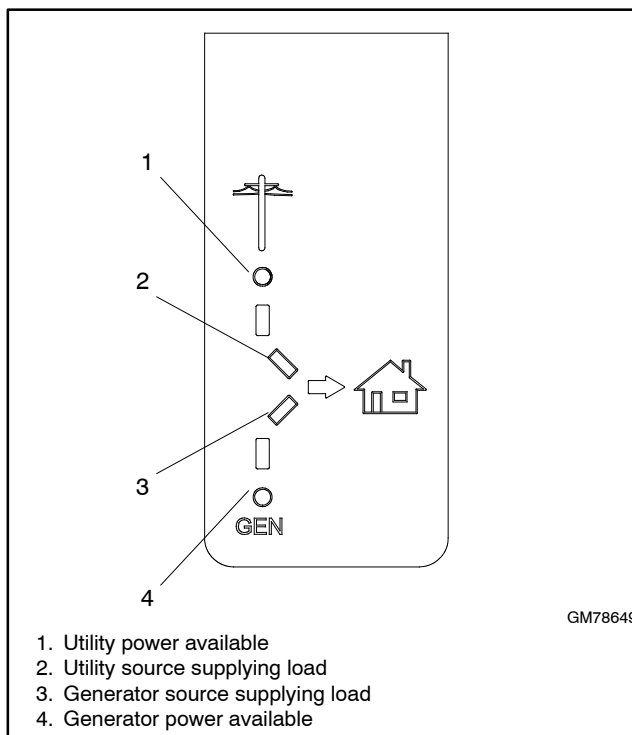 1
2
3
4
GEN
GM78649
1. Utility power available
2. Utility source supplying load
3. Generator source supplying load
4. Generator power available